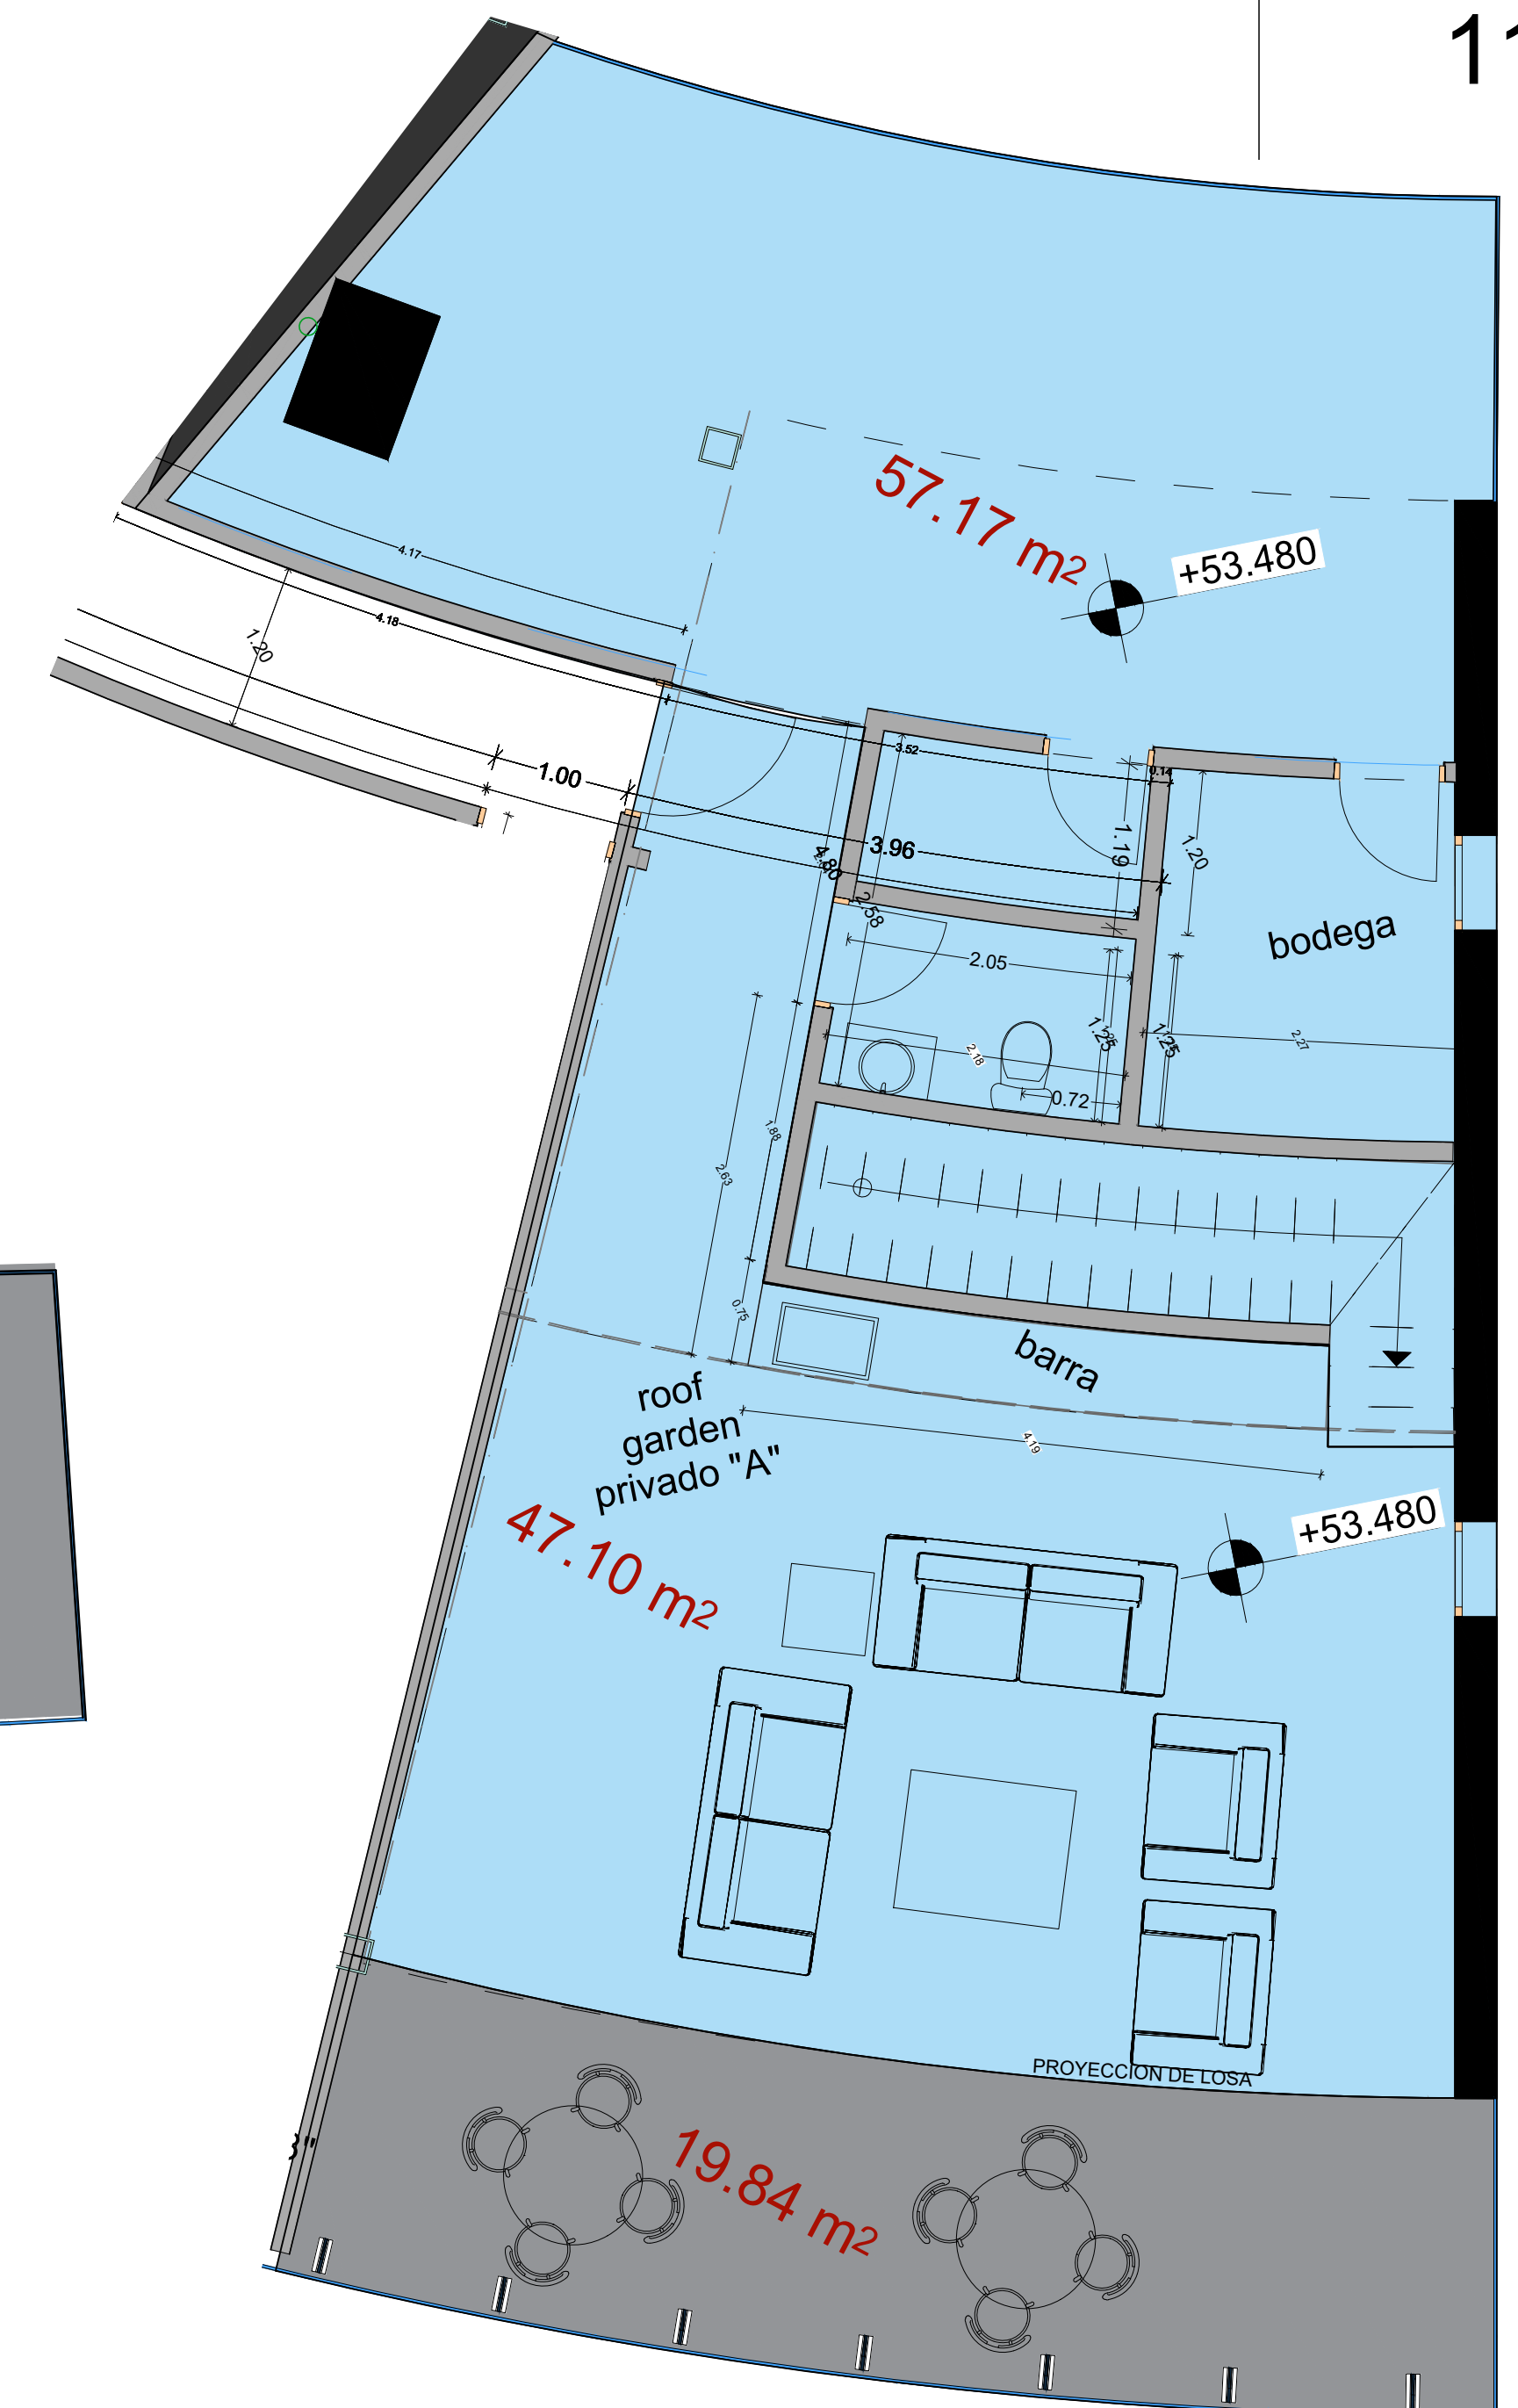 11
57.17 m2
+53.480
4.17
4.18
1.20
3.52
0.14
1.00
3.96
1.19
1.20
4.80
2.58
bodega
2.05
1.25
1.25
2.27
2.18
0.72
1.88
2.63
0.75
barra
roof
garden
privado "A"
4.19
47.10 m2
+53.480
PROYECCION DE LOSA
3"
19.84 m2